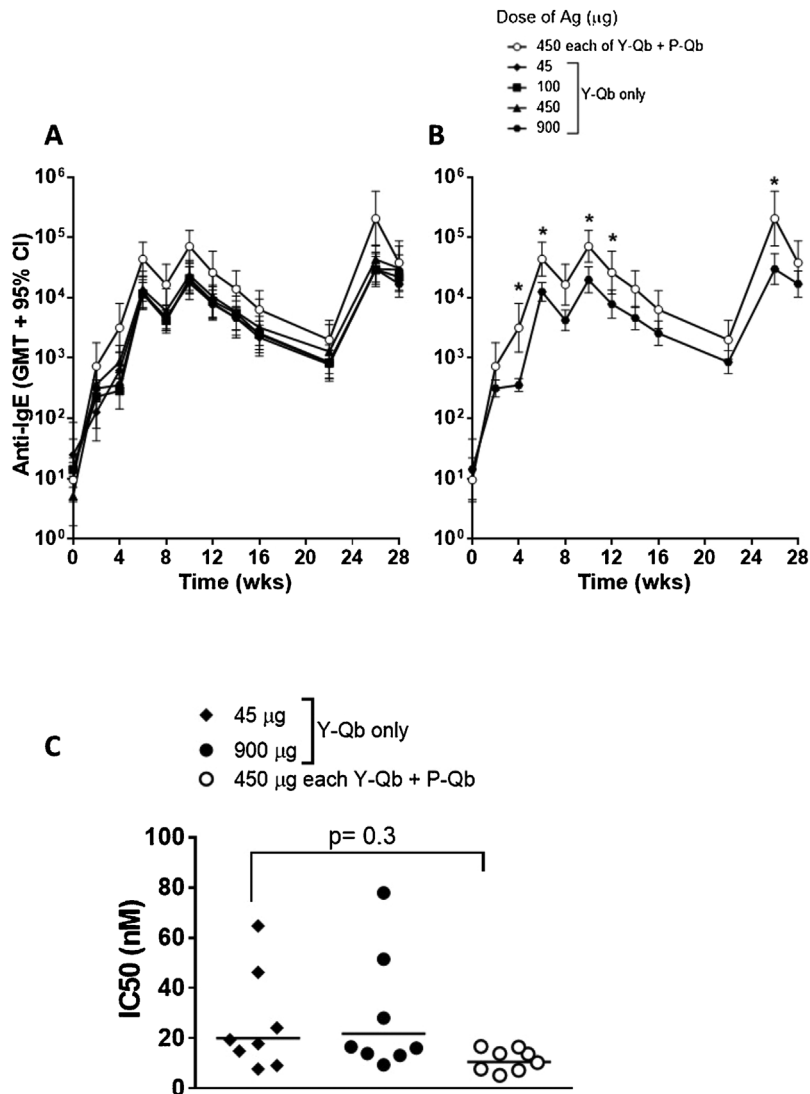 Dose of Ag (μg)
450 each of Y-Qb + P-Qb
45
100
450
900
Y-Qb only
A
B
Anti-IgE (GMT + 95% CI)
10⁶
10⁵
10⁴
10³
10²
10¹
10⁰
0 4 8 12 16 20 24 28
Time (wks)
10⁶
10⁵
10⁴
10³
10²
10¹
10⁰
* * * * *
0 4 8 12 16 20 24 28
Time (wks)
C
45 μg
900 μg
Y-Qb only
450 μg each Y-Qb + P-Qb
IC50 (nM)
100
80
60
40
20
0
p= 0.3